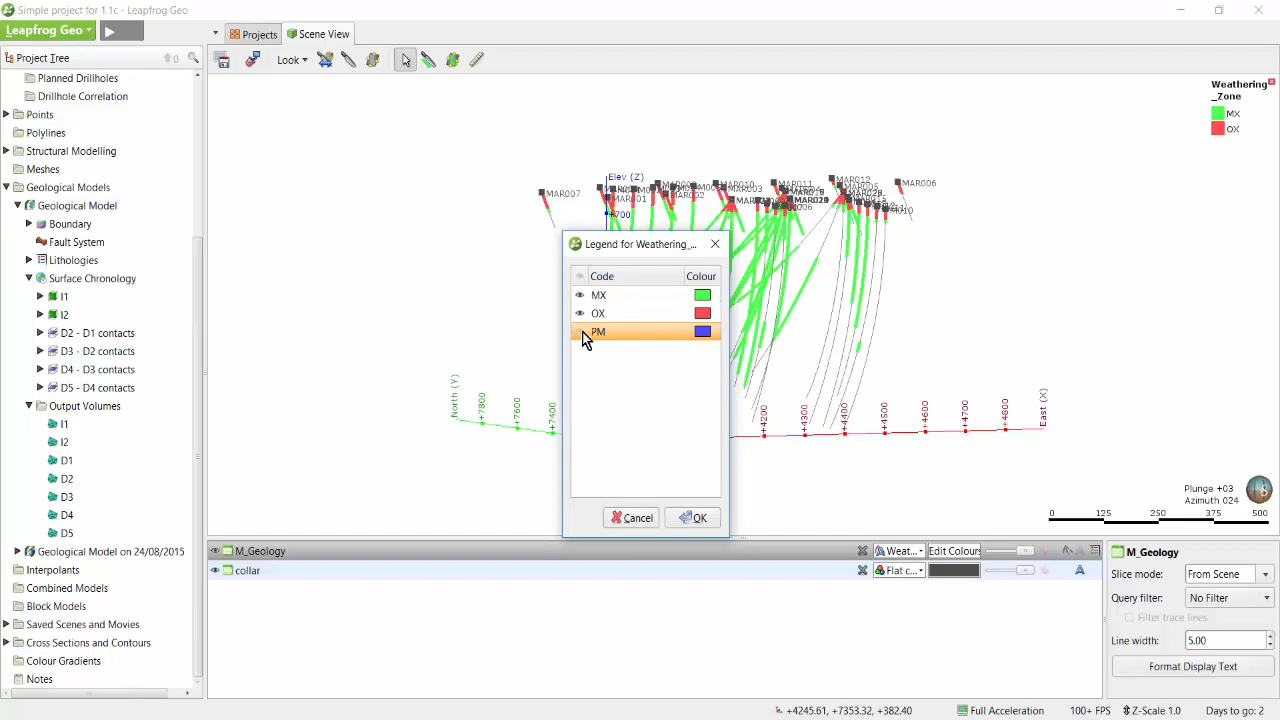 Simple project for 1.1c - Leapfrog Geo
Leapfrog Geo
Projects
Scene View
Project Tree
0
Look
Planned Drillholes
Drillhole Correlation
Points
Polylines
Structural Modelling
Meshes
Geological Models
Geological Model
Boundary
Fault System
Lithologies
Surface Chronology
I1
I2
D2 - D1 contacts
D3 - D2 contacts
D4 - D3 contacts
D5 - D4 contacts
Output Volumes
I1
I2
D1
D2
D3
D4
D5
Geological Model on 24/08/2015
Interpolants
Combined Models
Block Models
Saved Scenes and Movies
Cross Sections and Contours
Colour Gradients
Notes
Weathering
_Zone
MX
OX
Elev (Z)
+700
MAR007
MAR003
MAR011
MAR012
MAR006
North (Y)
+7800
+7600
+7400
+4200
+4300
+4400
+4500
+4600
+4700
+4800
East (X)
Legend for Weathering_...
Code Colour
MX
OX
PM
Cancel
OK
Plunge +03
Azimuth 024
0 125 250 375 500
M_Geology
Weat...
Edit Colours
collar
Flat c...
M_Geology
Slice mode: From Scene
Query filter: No Filter
Filter trace lines
Line width: 5.00
Format Display Text
+4245.61, +7353.32, +382.40
Full Acceleration
100+ FPS
Z-Scale 1.0
Days to go: 2